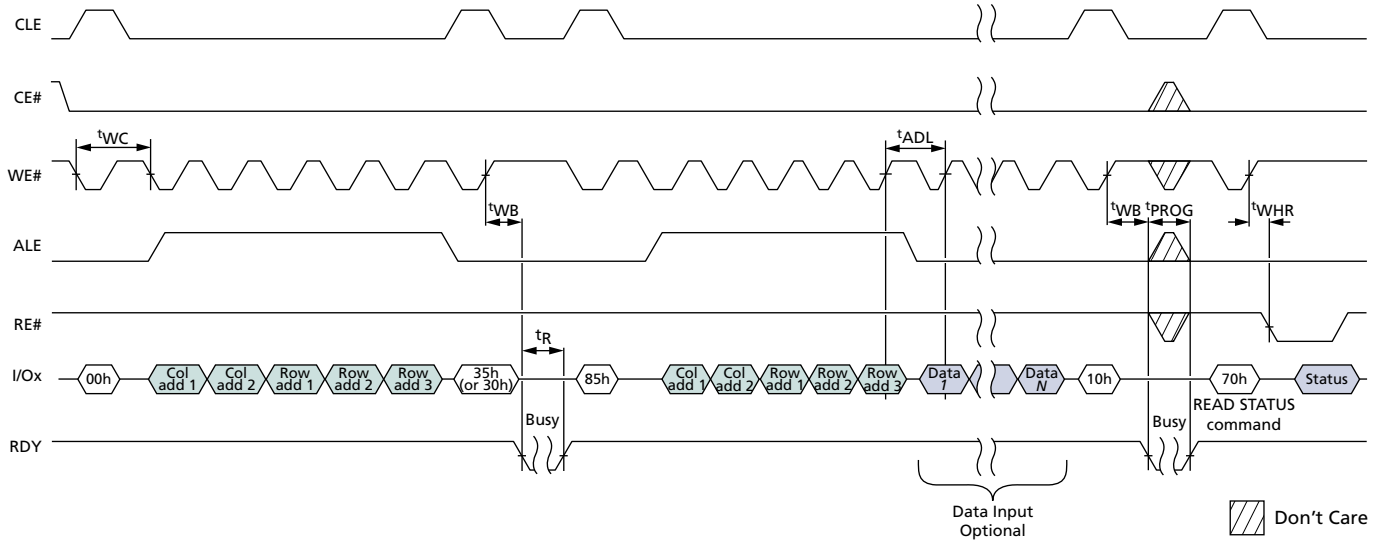 CLE
CE#
tWC
tADL
WE#
tWB
tWB
tPROG
tWHR
ALE
RE#
tR
I/Ox
00h
Col add 1
Col add 2
Row add 1
Row add 2
Row add 3
35h (or 30h)
85h
Col add 1
Col add 2
Row add 1
Row add 2
Row add 3
Data 1
Data N
10h
70h
Status
READ STATUS
command
Busy
Busy
RDY
Data Input
Optional
Don't Care